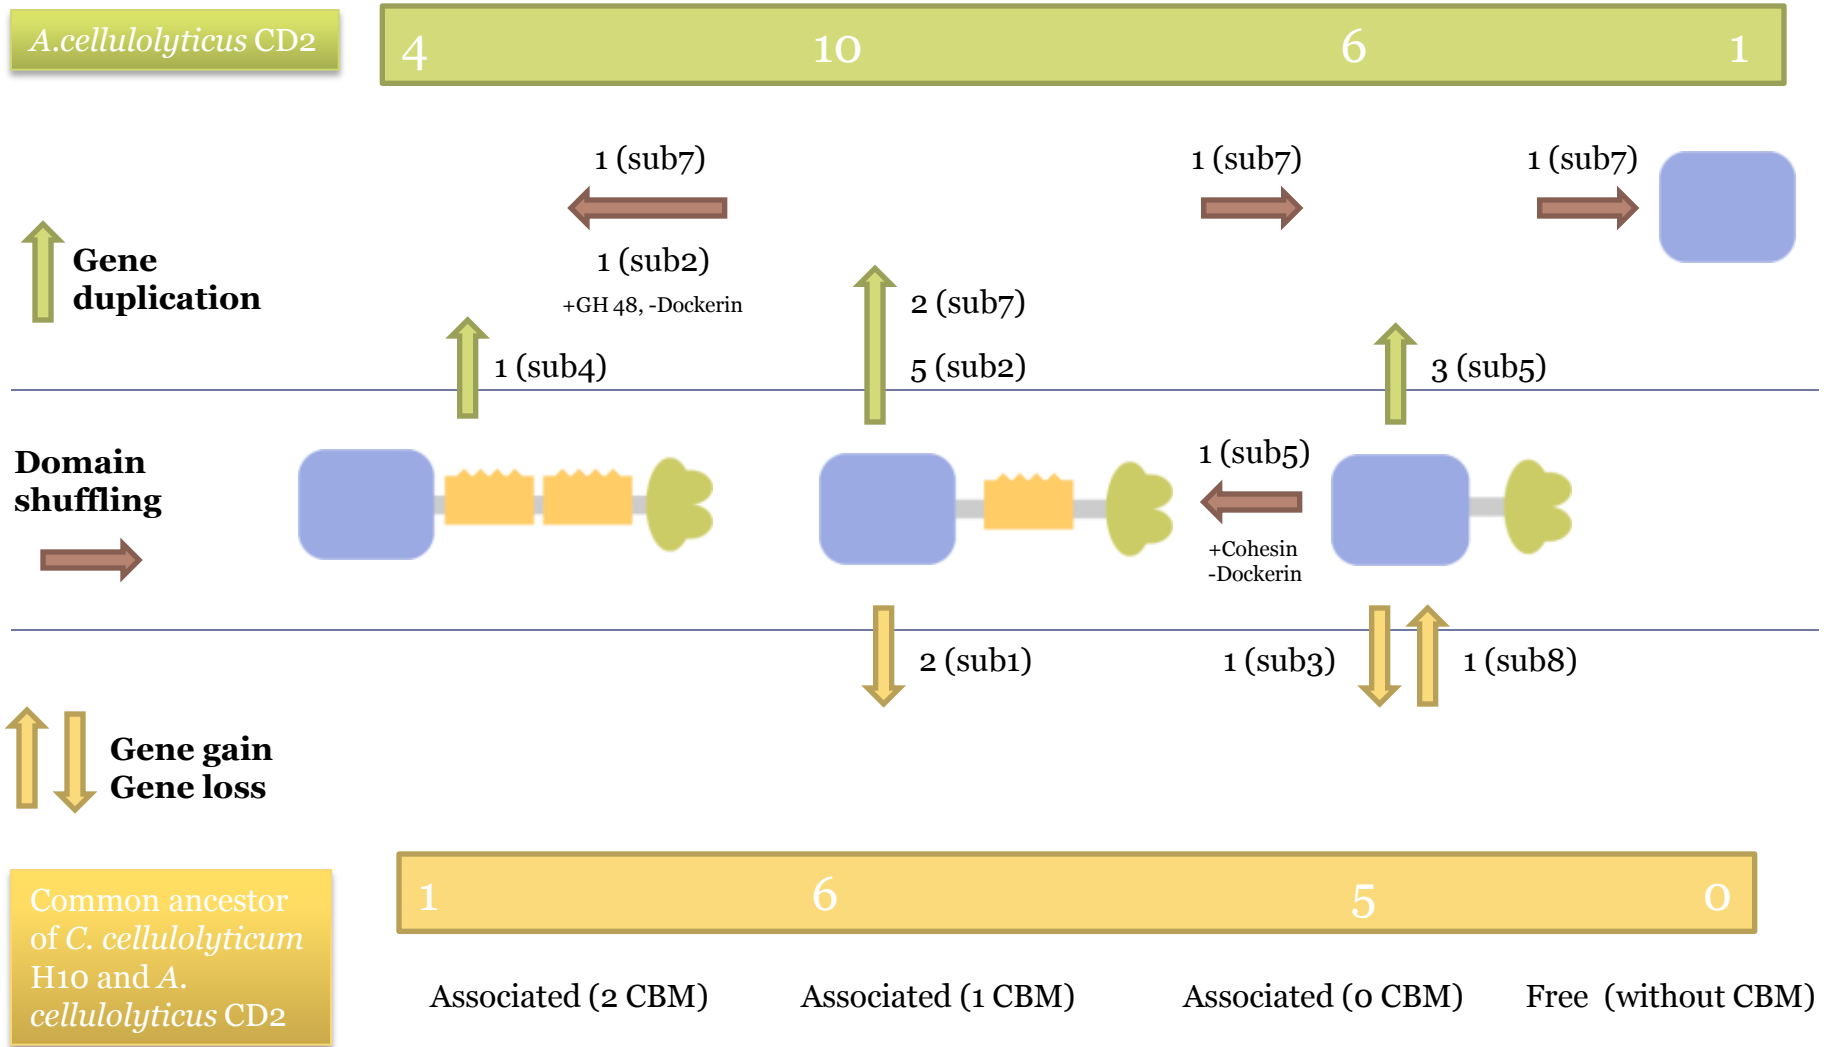 A.cellulolyticus CD2
4 10 6 1
1 (sub7)
1 (sub7)
1 (sub7)
Gene
duplication
1 (sub2)
+GH 48, -Dockerin
2 (sub7)
5 (sub2)
1 (sub4)
3 (sub5)
Domain
shuffling
1 (sub5)
+Cohesin
-Dockerin
2 (sub1)
1 (sub3)
1 (sub8)
Gene gain
Gene loss
Common ancestor
of C. cellulolyticum
H10 and A.
cellulolyticus CD2
1 6 5 0
Associated (2 CBM)
Associated (1 CBM)
Associated (0 CBM)
Free (without CBM)